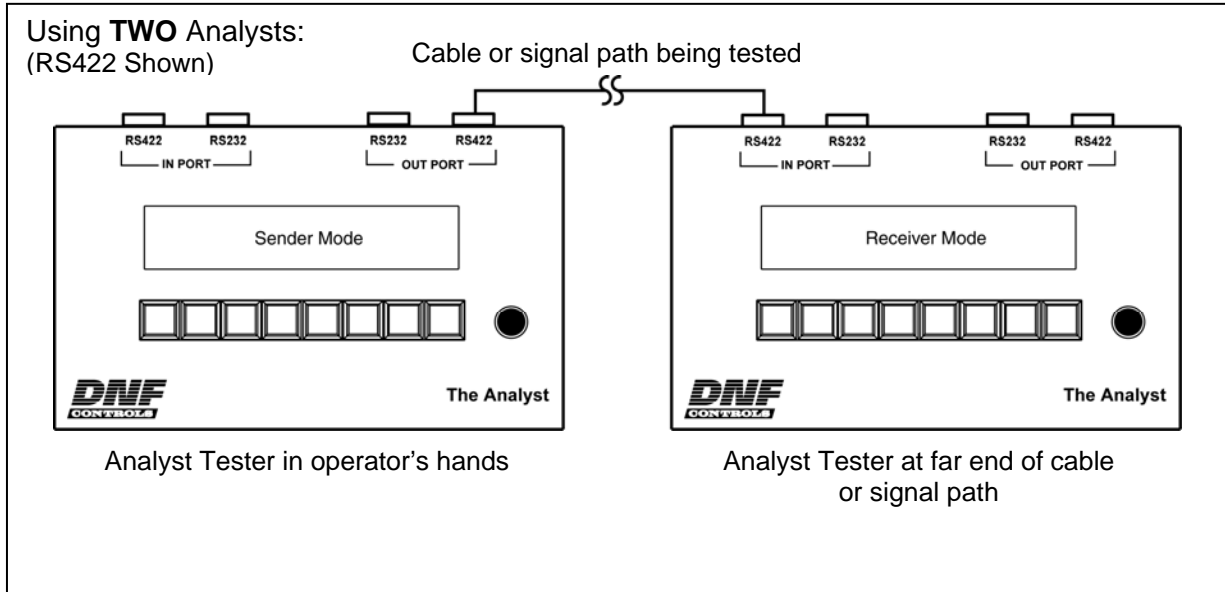 Using TWO Analysts:
(RS422 Shown)
Cable or signal path being tested
RS422 RS232 RS232 RS422
IN PORT OUT PORT
Sender Mode
DNF
CONTROLS
The Analyst
Analyst Tester in operator's hands
RS422 RS232 RS232 RS422
IN PORT OUT PORT
Receiver Mode
DNF
CONTROLS
The Analyst
Analyst Tester at far end of cable
or signal path